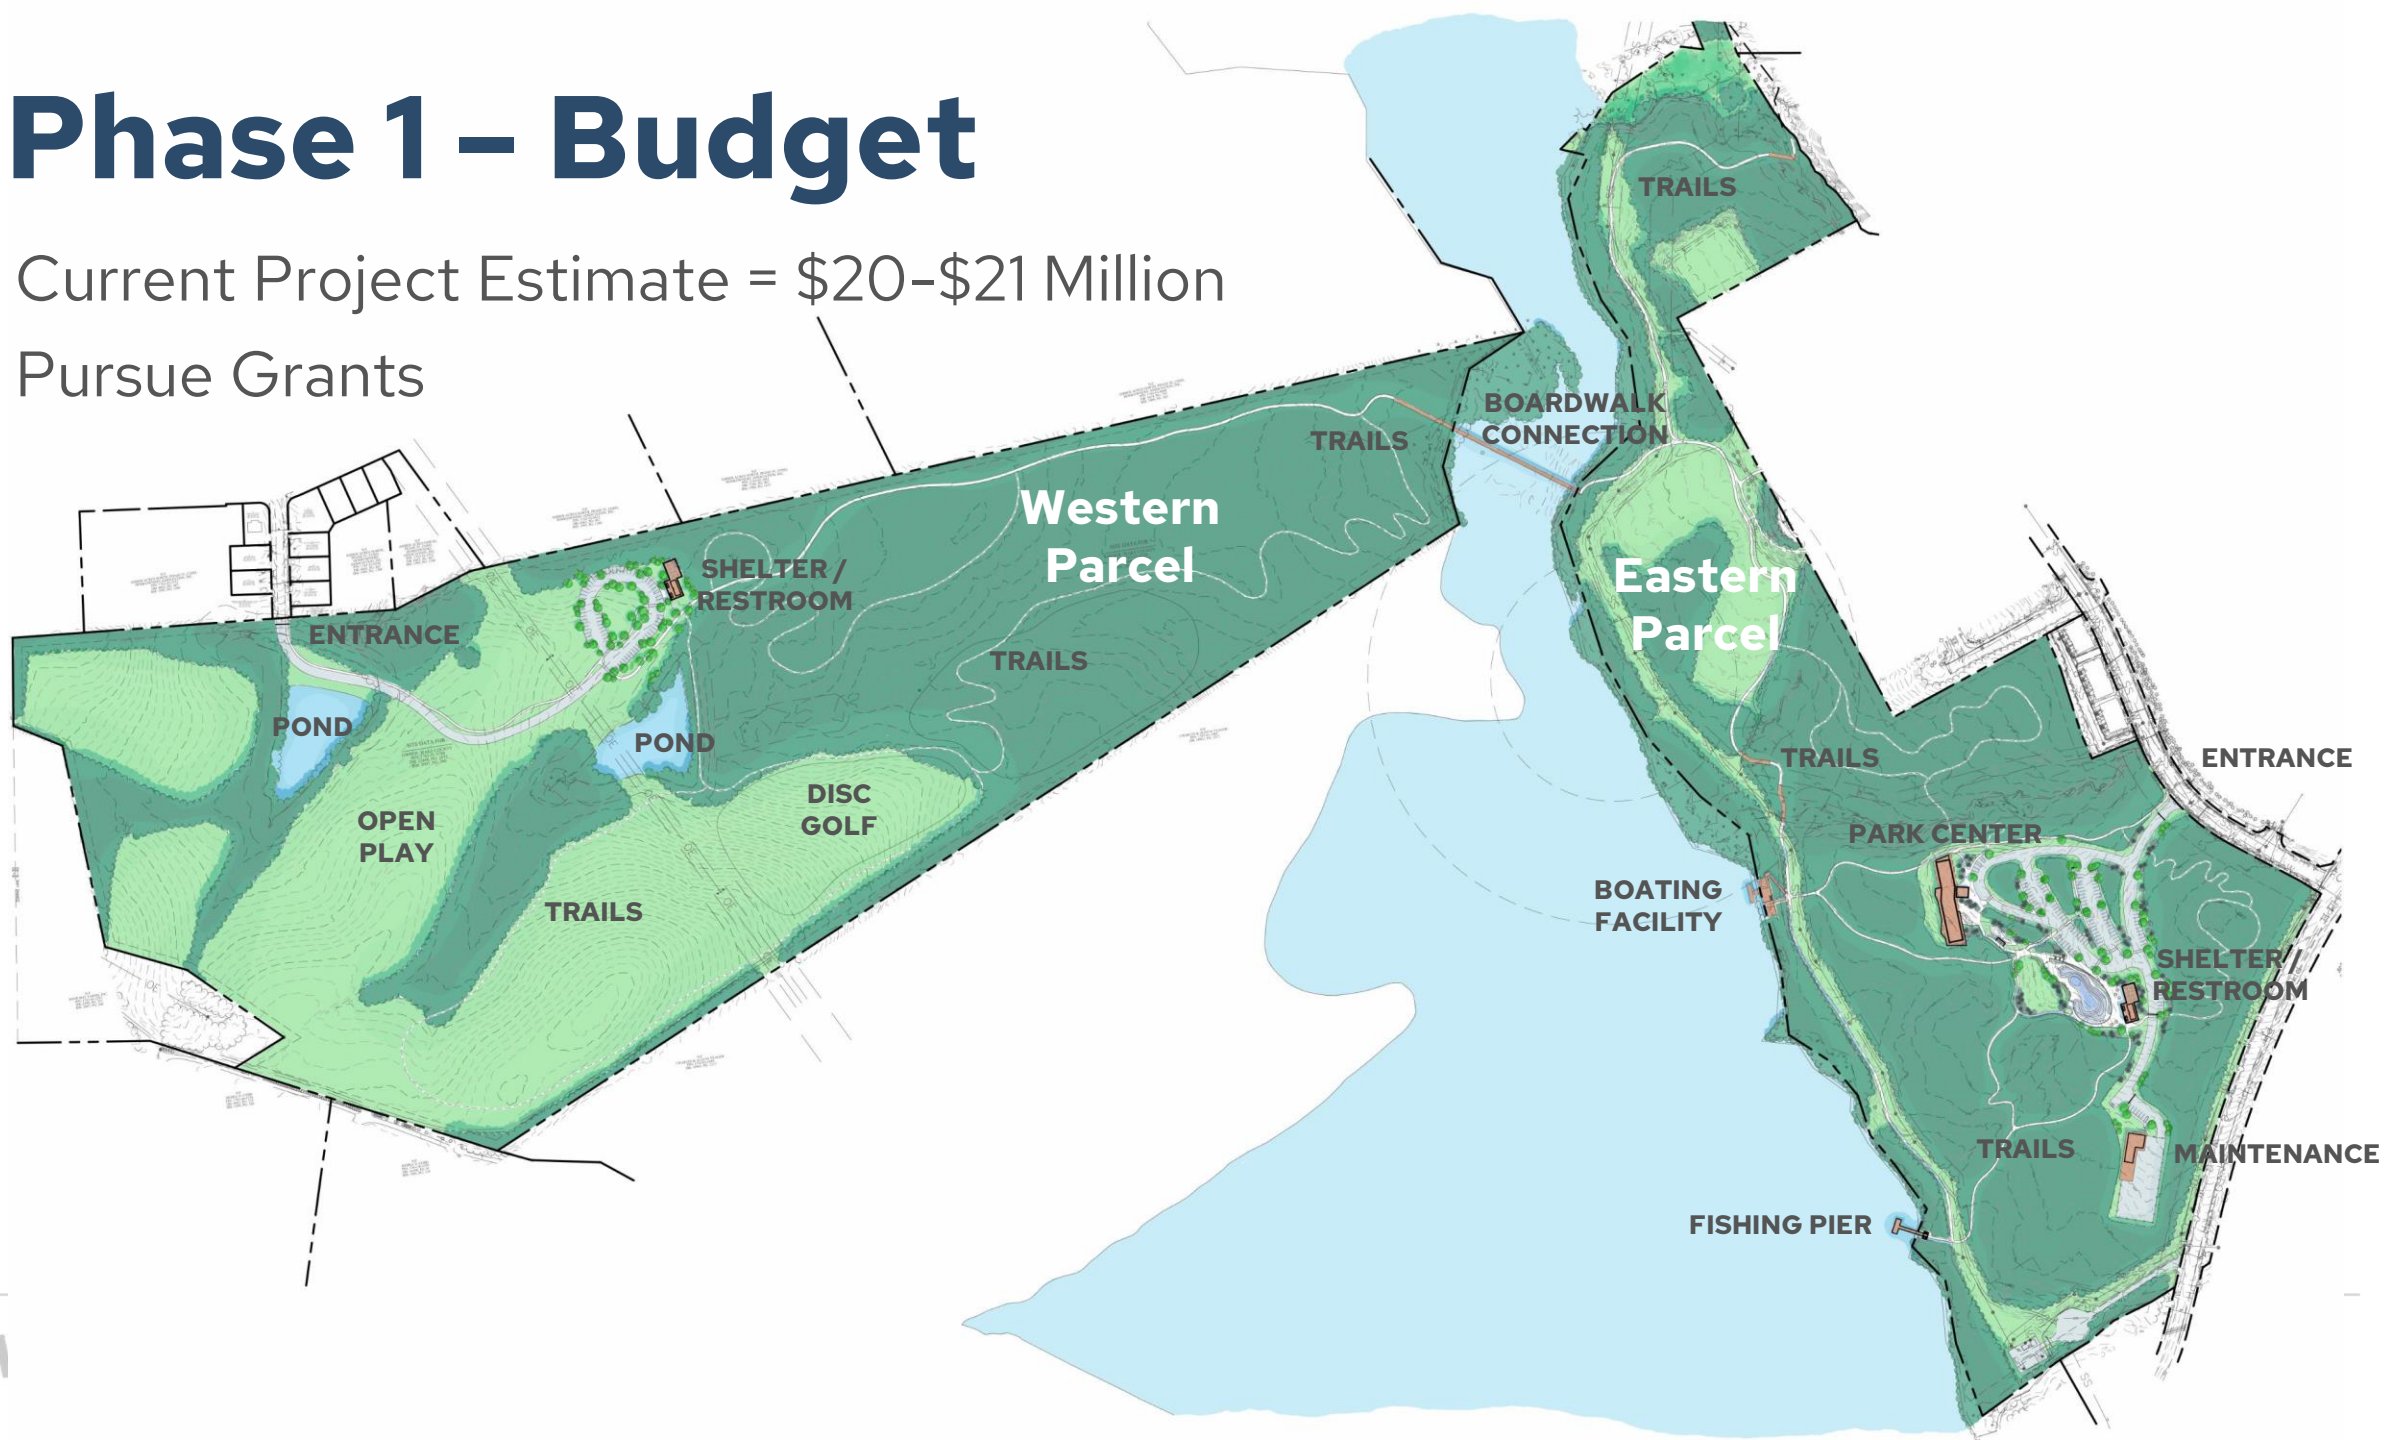 Phase 1 – Budget
Current Project Estimate = $20-$21 Million
Pursue Grants
TRAILS
BOARDWALK
CONNECTION
TRAILS
Western
Parcel
Eastern
Parcel
SHELTER /
RESTROOM
ENTRANCE
TRAILS
POND
POND
TRAILS
ENTRANCE
DISC
GOLF
OPEN
PLAY
PARK CENTER
TRAILS
BOATING
FACILITY
SHELTER /
RESTROOM
TRAILS
MAINTENANCE
FISHING PIER